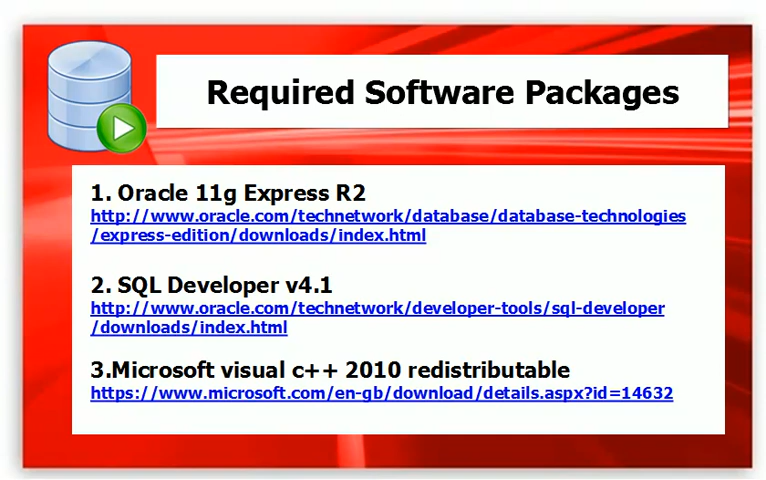 Required Software Packages
1. Oracle 11g Express R2
http://www.oracle.com/technetwork/database/database-technologies
/express-edition/downloads/index.html
2. SQL Developer v4.1
http://www.oracle.com/technetwork/developer-tools/sql-developer
/downloads/index.html
3.Microsoft visual c++ 2010 redistributable
https://www.microsoft.com/en-gb/download/details.aspx?id=14632